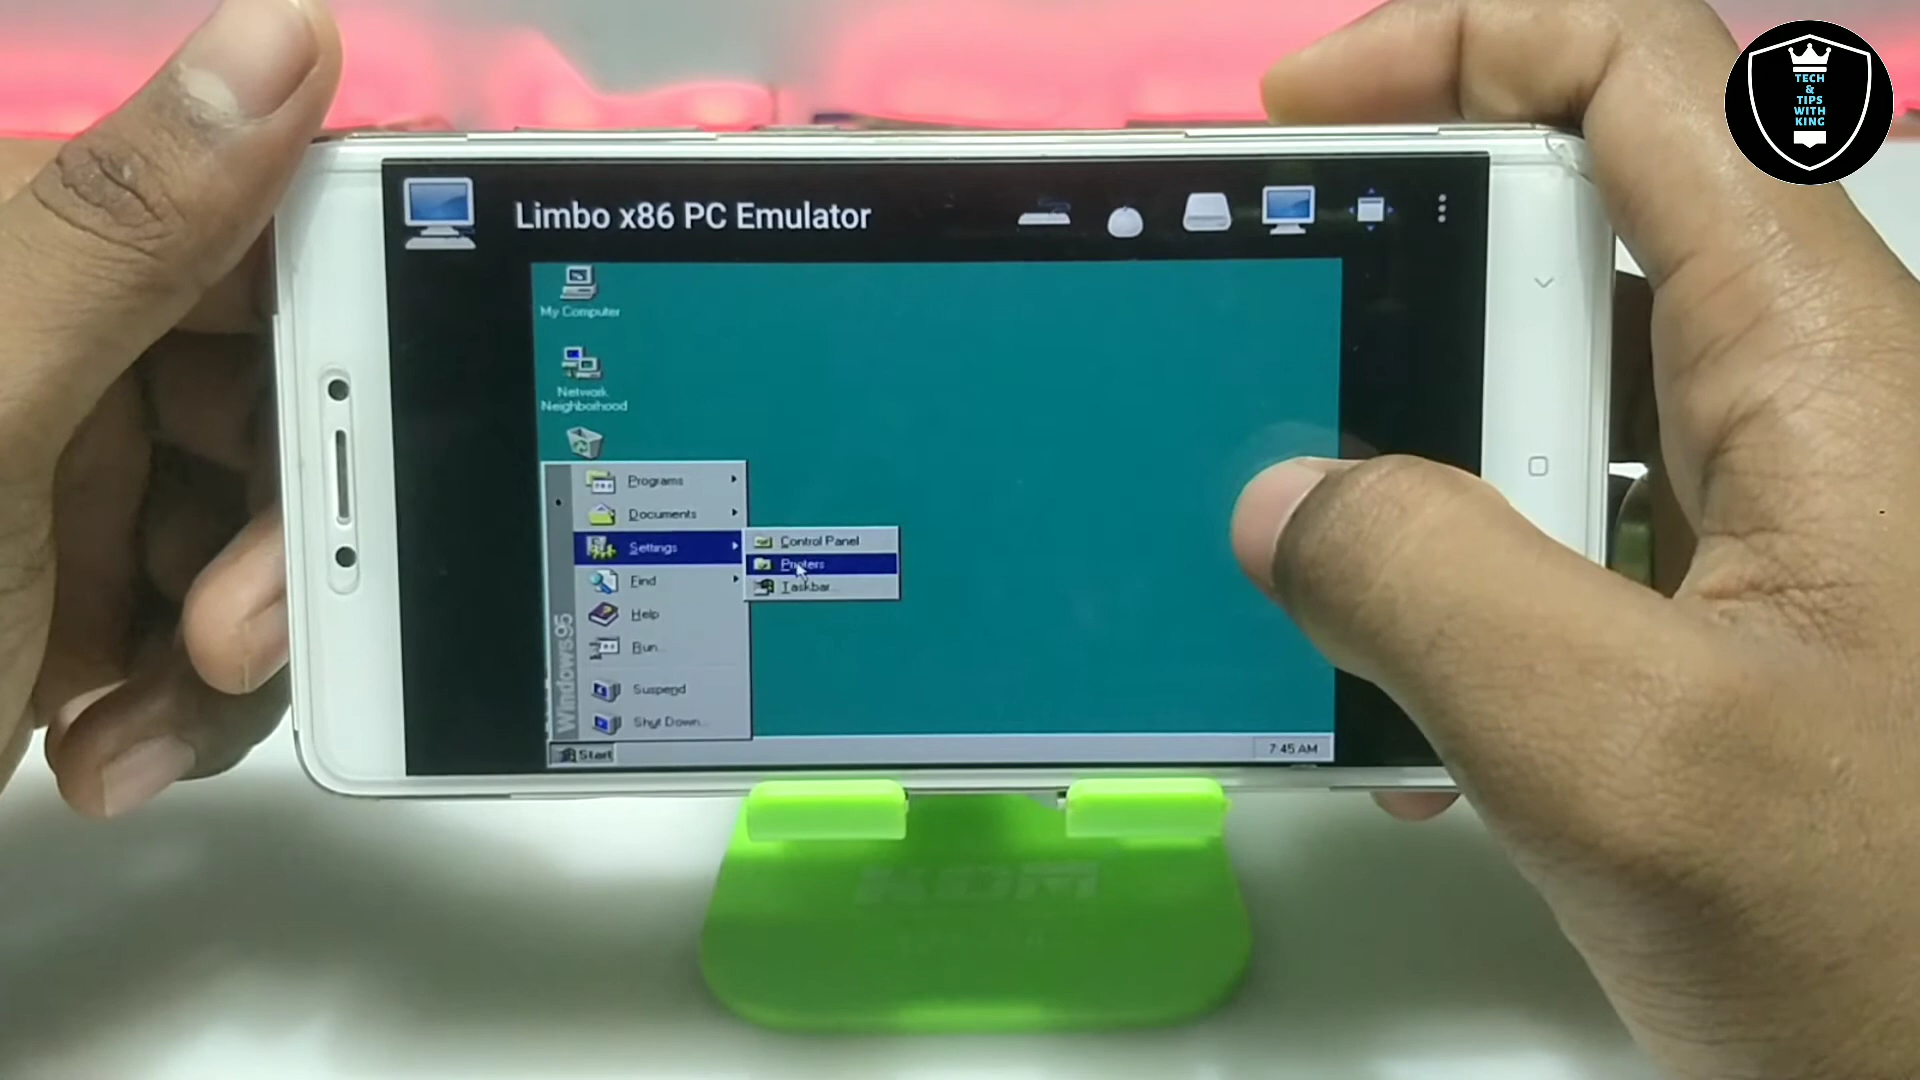 TECH
&
TIPS
WITH
KING
Limbo x86 PC Emulator
My Computer
Network
Neighborhood
Programs
Documents
Settings
Find
Help
Run...
Suspend
Shut Down...
Control Panel
Printers
Taskbar...
Windows95
Start
7:45 AM
KDM